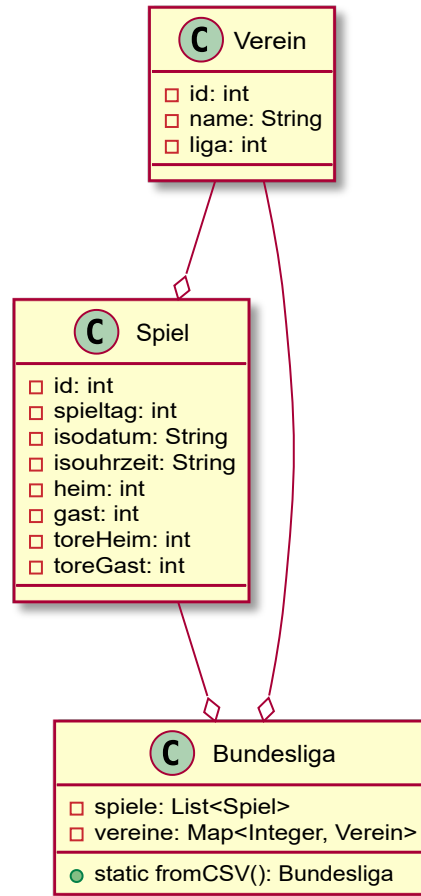 C Verein
id: int
name: String
liga: int
C Spiel
id: int
spieltag: int
isodatum: String
isouhrzeit: String
heim: int
gast: int
toreHeim: int
toreGast: int
C Bundesliga
spiele: List<Spiel>
vereine: Map<Integer, Verein>
static fromCSV(): Bundesliga